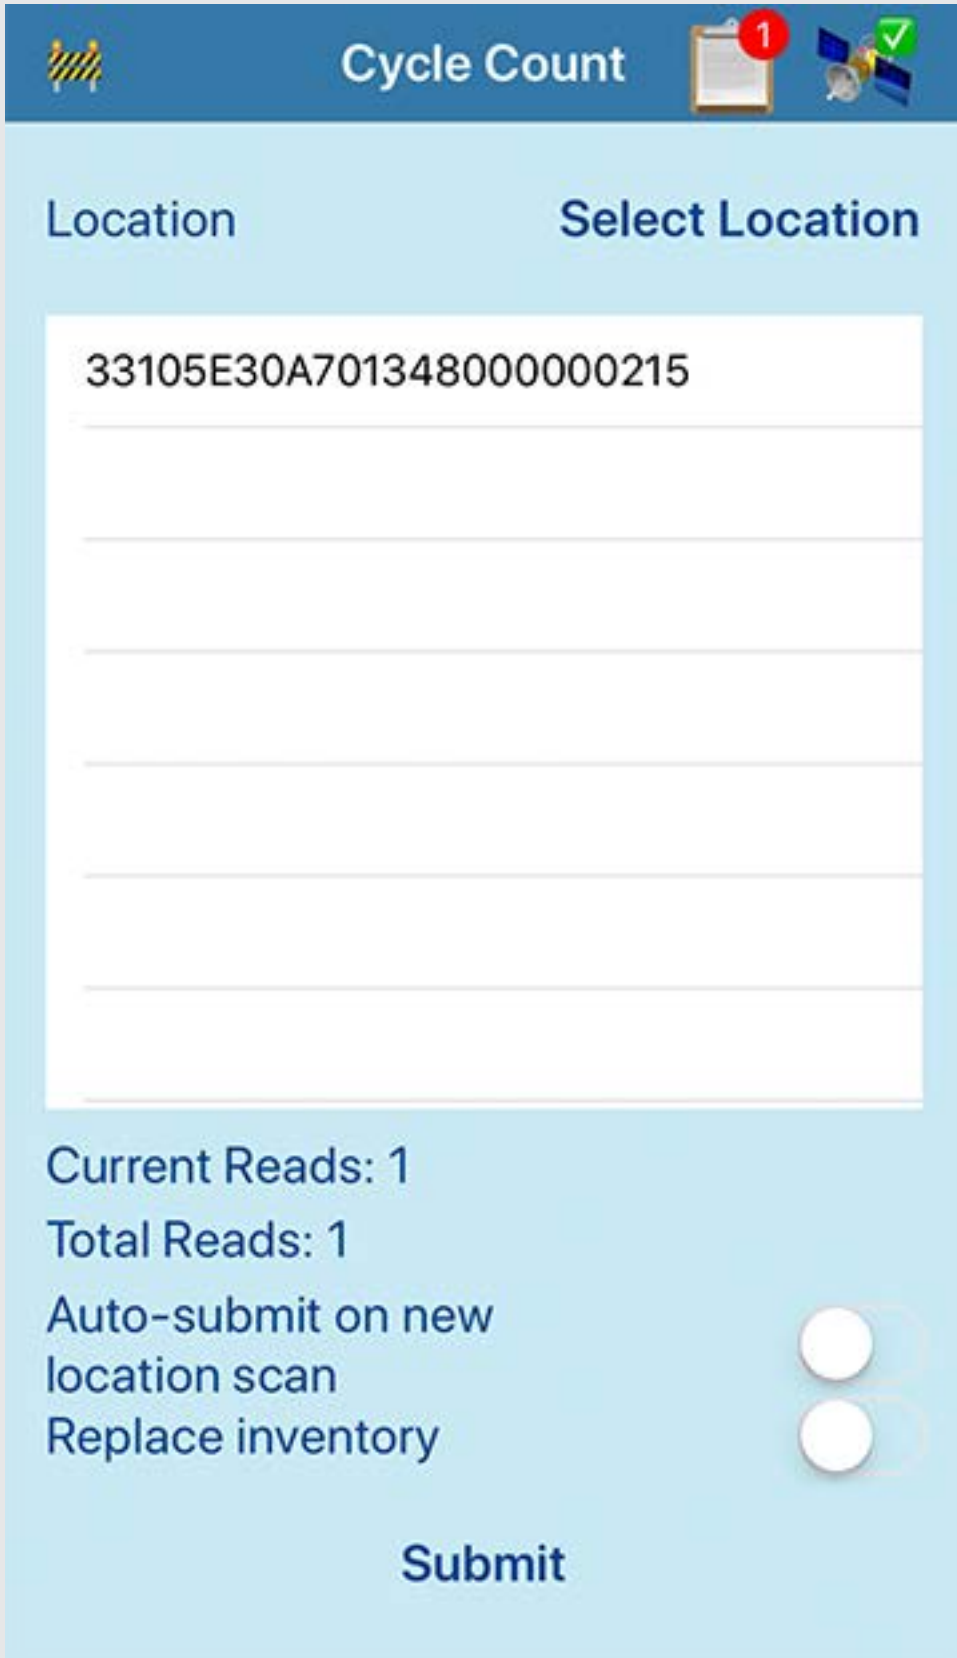 Cycle Count
1
Location
Select Location
33105E30A701348000000215
Current Reads: 1
Total Reads: 1
Auto-submit on new
location scan
Replace inventory
Submit